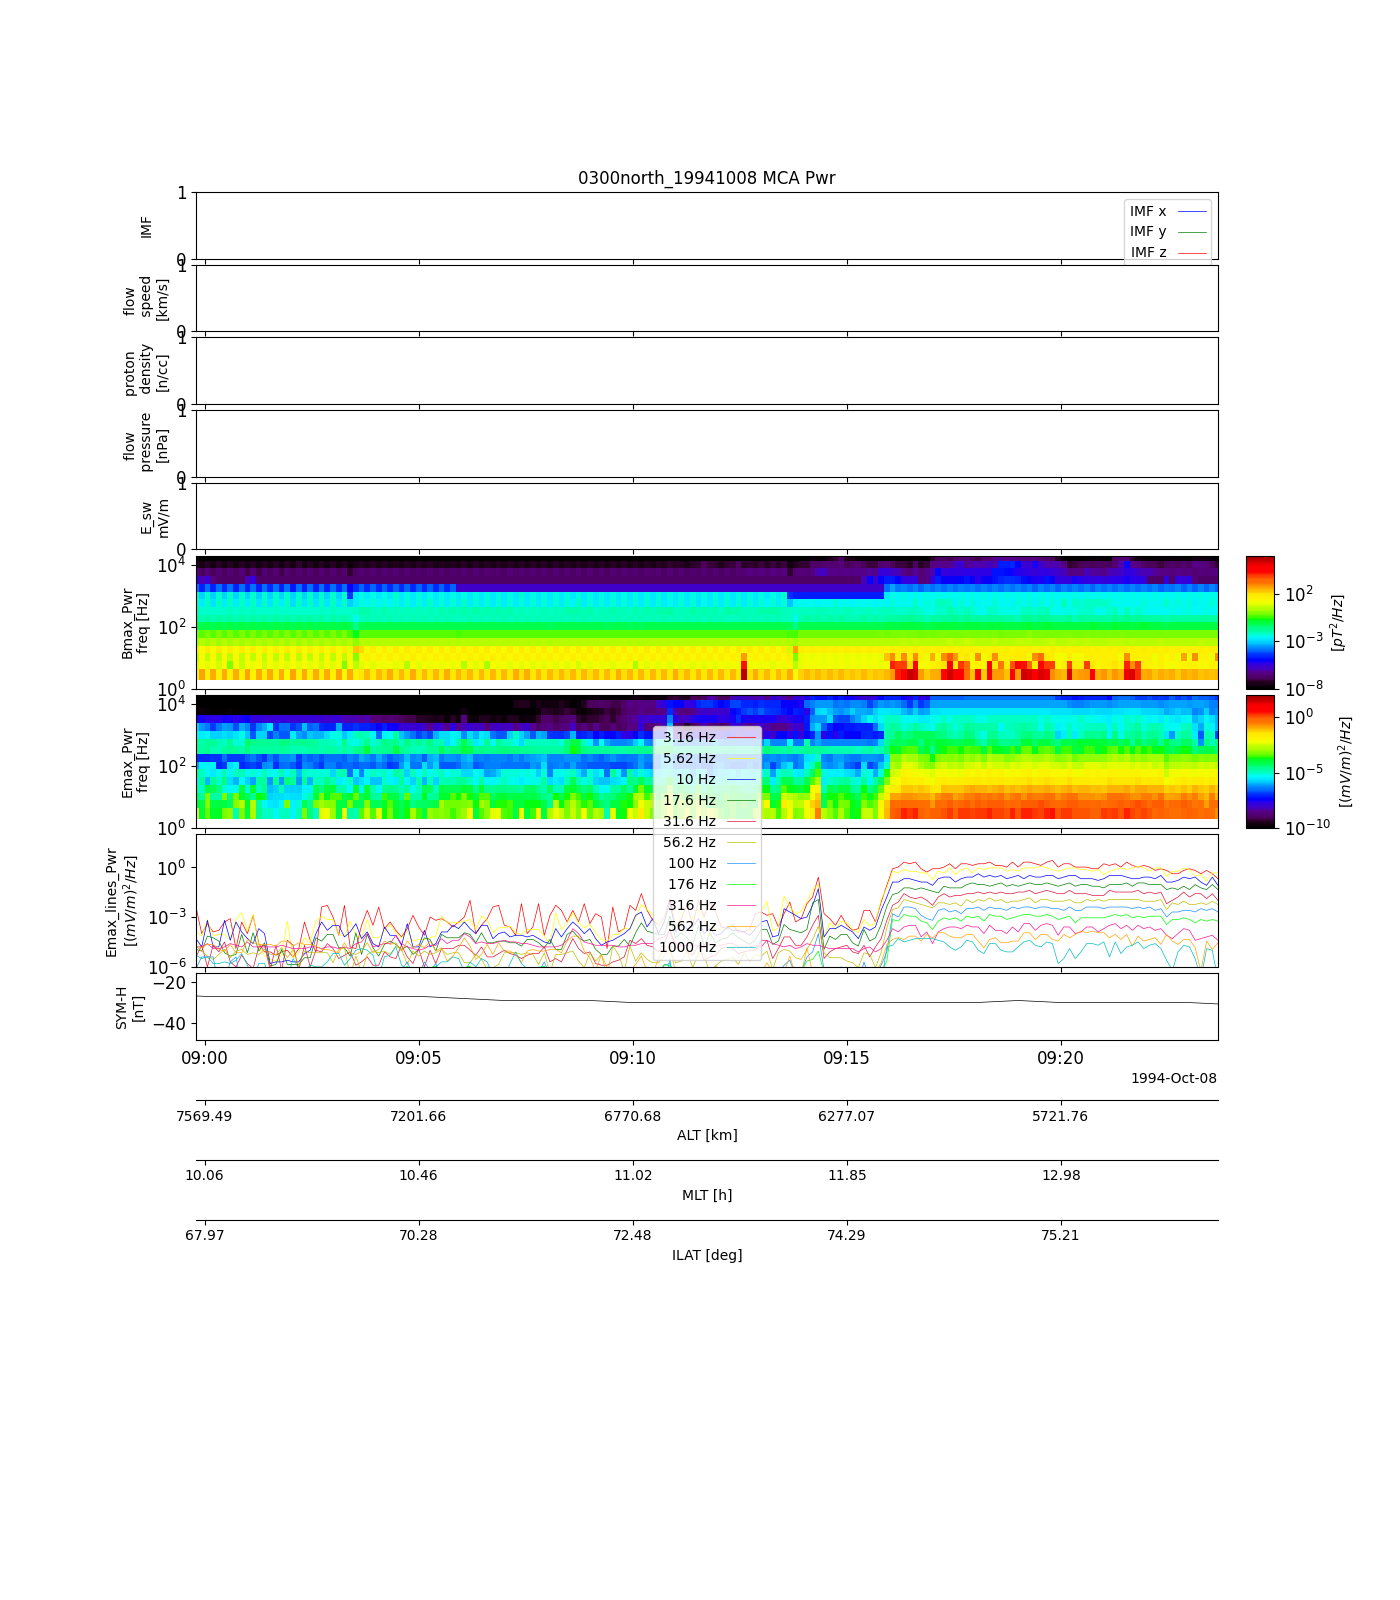 0300north_19941008 MCA Pwr
1
0
IMF
IMF x
IMF y
IMF z
1
0
flow
speed
[km/s]
1
0
proton
density
[n/cc]
1
0
flow
pressure
[nPa]
1
0
E_sw
mV/m
10^4
10^2
10^0
Bmax_Pwr
freq [Hz]
10^2
10^-3
10^-8
[pT^2/Hz]
10^4
10^2
10^0
Emax_Pwr
freq [Hz]
10^0
10^-5
10^-10
[(mV/m)^2/Hz]
3.16 Hz
5.62 Hz
10 Hz
17.6 Hz
31.6 Hz
56.2 Hz
100 Hz
176 Hz
316 Hz
562 Hz
1000 Hz
10^0
10^-3
10^-6
Emax_lines_Pwr
[(mV/m)^2/Hz]
−20
−40
SYM-H
[nT]
09:00 09:05 09:10 09:15 09:20
1994-Oct-08
7569.49 7201.66 6770.68 6277.07 5721.76
ALT [km]
10.06 10.46 11.02 11.85 12.98
MLT [h]
67.97 70.28 72.48 74.29 75.21
ILAT [deg]